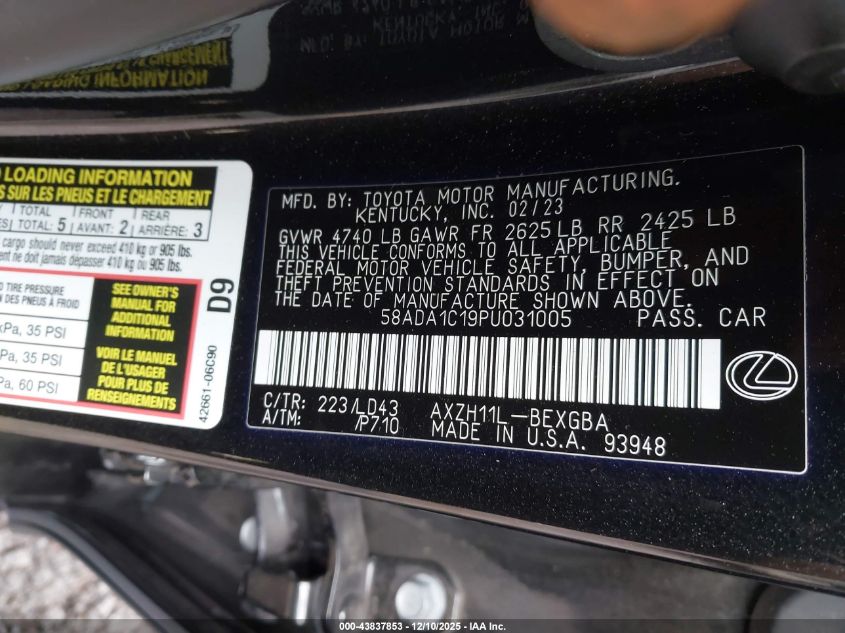 LOADING INFORMATION
SUR LES PNEUS ET LE CHARGEMENT
TOTAL 5 FRONT AVANT: 2 REAR ARRIÈRE: 3
cargo should never exceed 410 kg or 905 lbs.
ne doit jamais dépasser 410 kg ou 905 lbs.
TIRE PRESSURE
DES PNEUS À FROID
kPa, 35 PSI
kPa, 35 PSI
60 PSI
SEE OWNER'S
MANUAL FOR
ADDITIONAL
INFORMATION
VOIR LE MANUEL
DE L'USAGER
POUR PLUS DE
RENSEIGNEMENTS
D9
42661-06C90
MFD. BY: TOYOTA MOTOR MANUFACTURING.
KENTUCKY, INC. 02/23
GVWR 4740 LB GAWR FR 2625 LB RR 2425 LB
THIS VEHICLE CONFORMS TO ALL APPLICABLE
FEDERAL MOTOR VEHICLE SAFETY, BUMPER, AND
THEFT PREVENTION STANDARDS IN EFFECT ON
THE DATE OF MANUFACTURE SHOWN ABOVE.
58ADA1C19PU031005 PASS. CAR
C/TR: 223/LD43 AXZH11L-BEXGBA
A/TM: /P710 MADE IN U.S.A. 93948
000-43837853 - 12/10/2025 - IAA Inc.